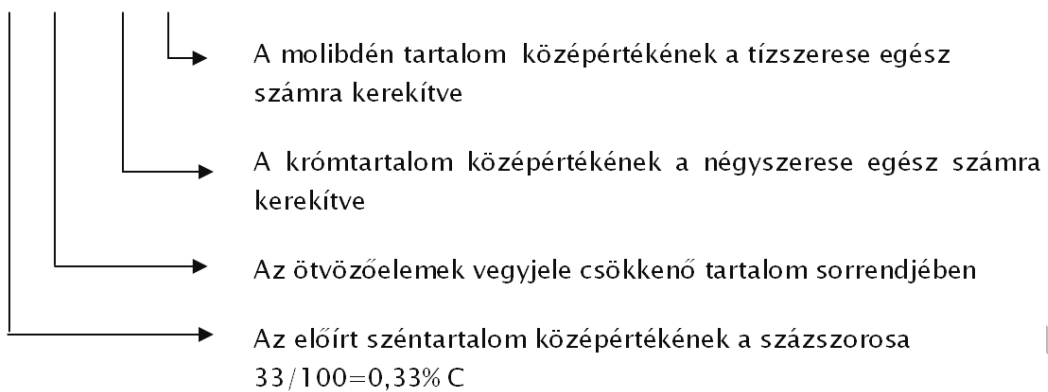 A molibdén tartalom középértékének a tízszerese egész
számra kerekítve
A krómtartalom középértékének a négyszerese egész számra
kerekítve
Az ötvözőelemek vegyjele csökkenő tartalom sorrendjében
Az előírt széntartalom középértékének a százszorosa
33/100=0,33% C